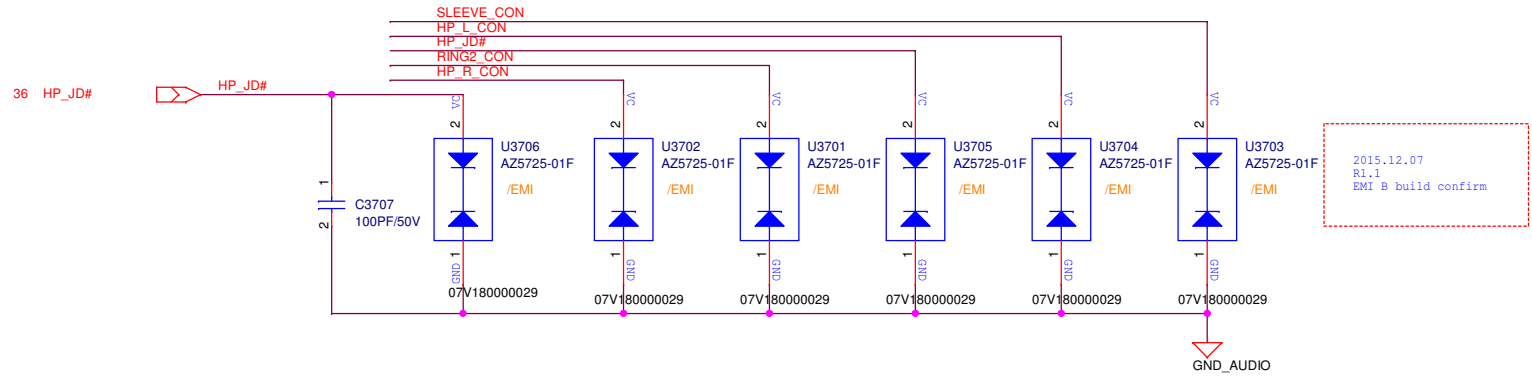 SLEEVE_CON
HP_L_CON
HP_JD#
RING2_CON
HP_R_CON
36 HP_JD#
HP_JD#
VC
VC
VC
VC
VC
VC
2
2
2
2
2
2
U3706
AZ5725-01F
/EMI
U3702
AZ5725-01F
/EMI
U3701
AZ5725-01F
/EMI
U3705
AZ5725-01F
/EMI
U3704
AZ5725-01F
/EMI
U3703
AZ5725-01F
/EMI
2015.12.07
R1.1
EMI B build confirm
1
C3707
100PF/50V
2
1
1
1
1
1
1
GND
GND
GND
GND
GND
GND
07V180000029
07V180000029
07V180000029
07V180000029
07V180000029
07V180000029
GND_AUDIO